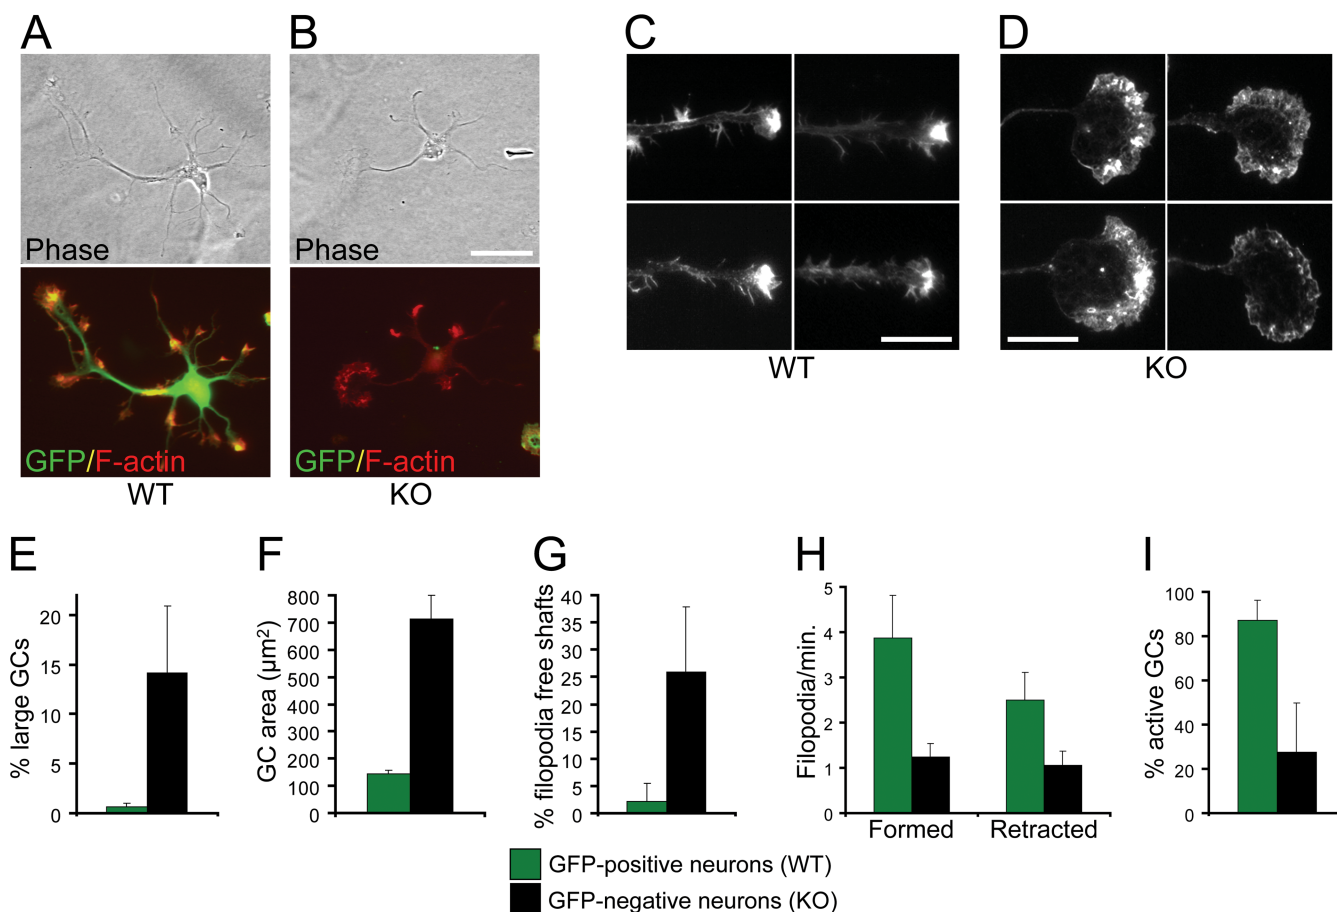 A
B
C
D
Phase
Phase
GFP/F-actin
GFP/F-actin
WT
KO
WT
KO
E
F
G
H
I
% large GCs
20
15
10
5
0
GC area (µm²)
800
700
600
500
400
300
200
100
0
% filopodia free shafts
40
35
30
25
20
15
10
5
0
Filopodia/min.
5
4
3
2
1
0
Formed
Retracted
% active GCs
100
80
60
40
20
0
GFP-positive neurons (WT)
GFP-negative neurons (KO)